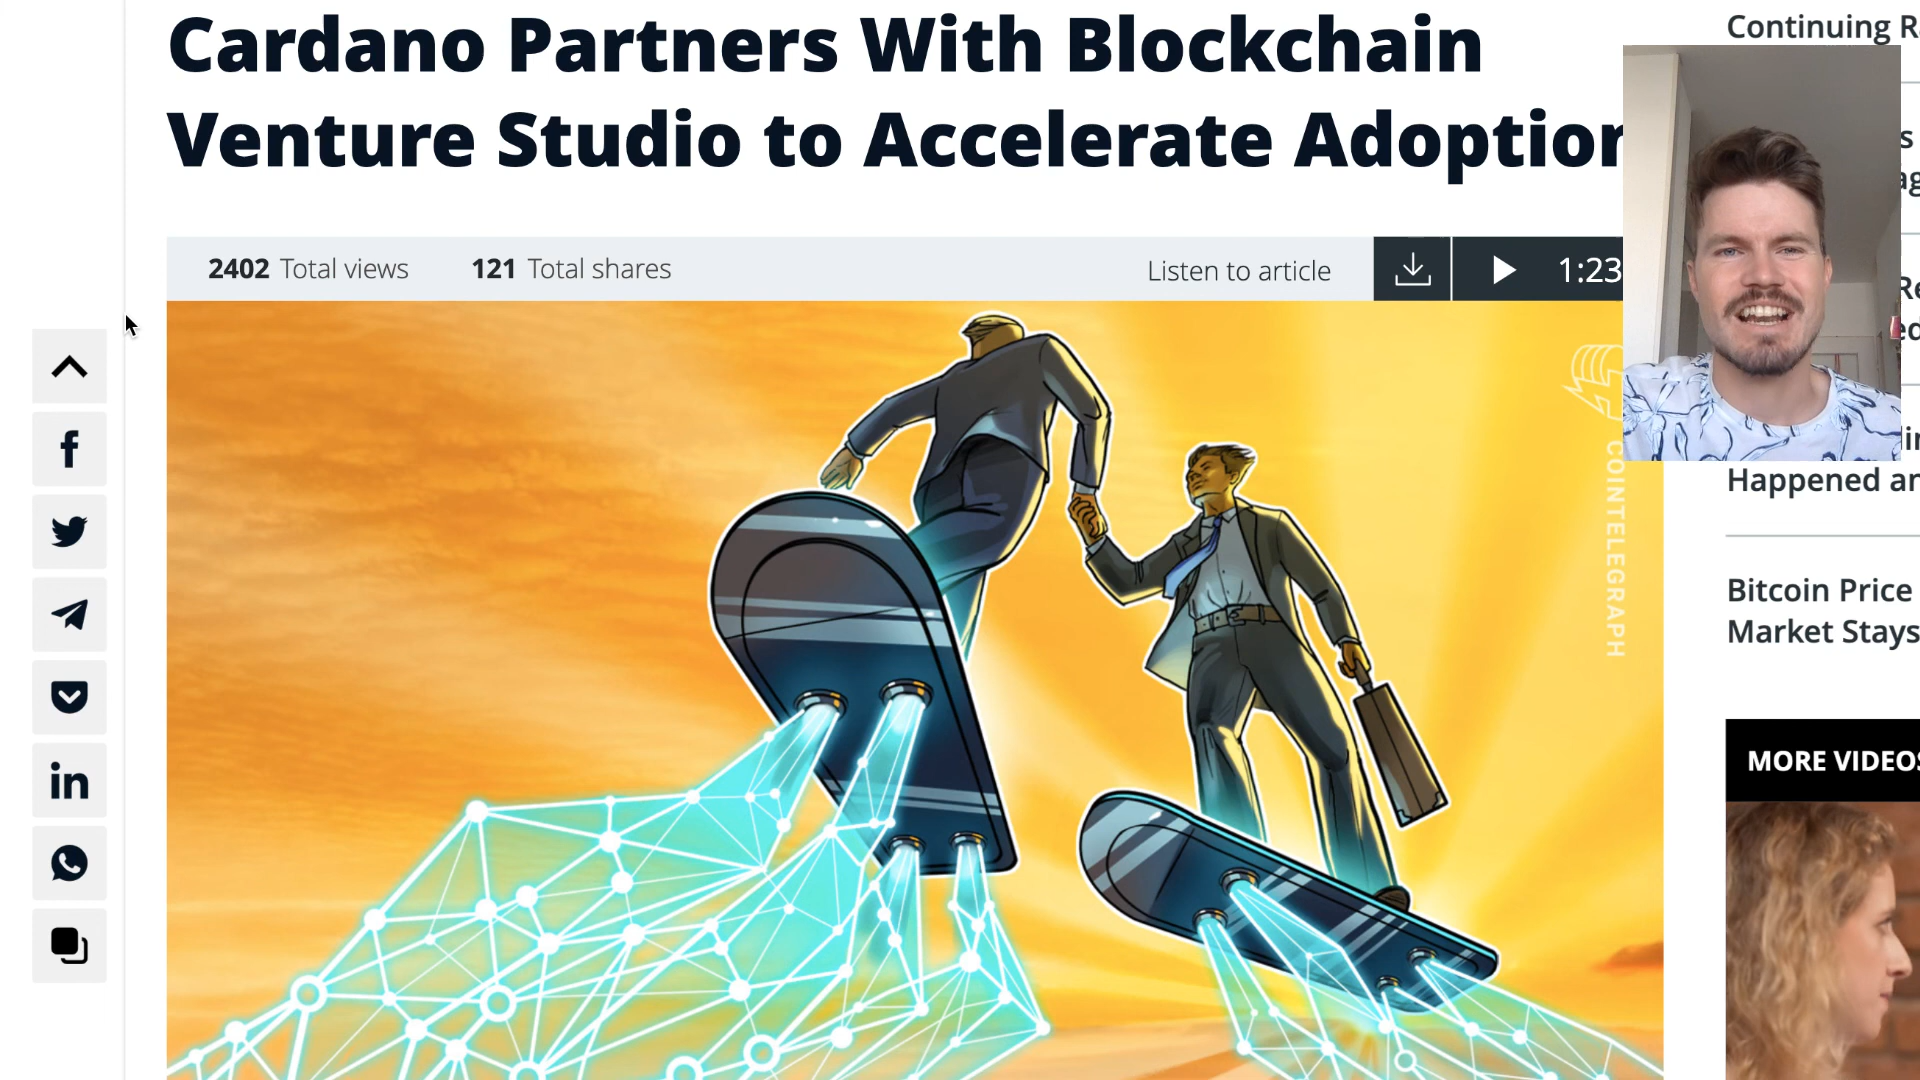 Cardano Partners With Blockchain
Venture Studio to Accelerate Adoption
2402 Total views 121 Total shares
Listen to article
1:23
COINTELEGRAPH
Continuing
Happened
Bitcoin Price
Market Stays
MORE VIDEOS